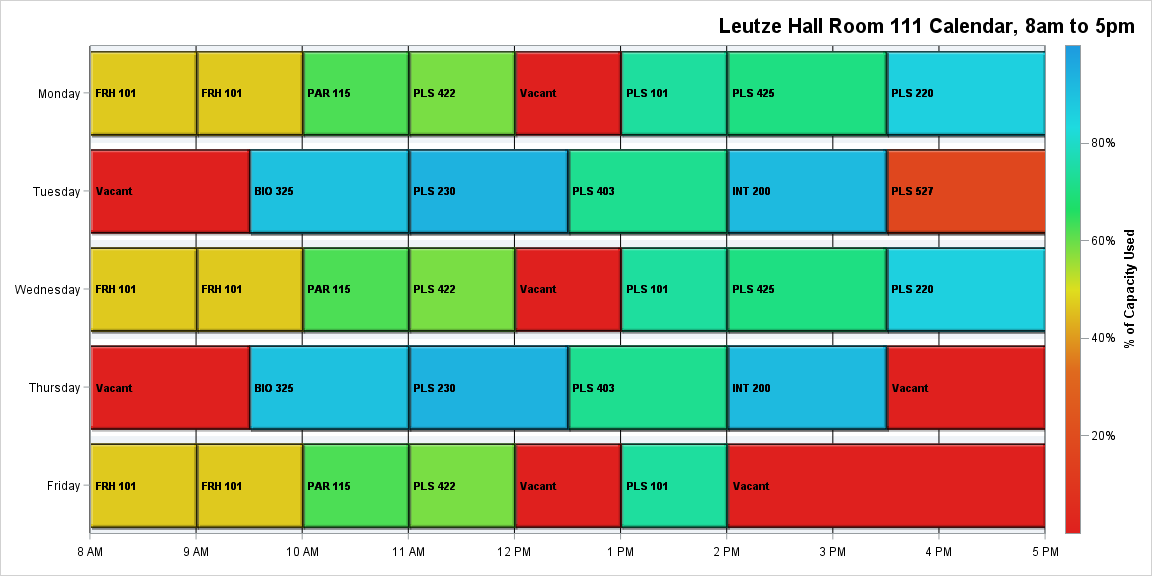 Leutze Hall Room 111 Calendar, 8am to 5pm
Monday
FRH 101
FRH 101
PAR 115
PLS 422
Vacant
PLS 101
PLS 425
PLS 220
Tuesday
Vacant
BIO 325
PLS 230
PLS 403
INT 200
PLS 527
Wednesday
FRH 101
FRH 101
PAR 115
PLS 422
Vacant
PLS 101
PLS 425
PLS 220
Thursday
Vacant
BIO 325
PLS 230
PLS 403
INT 200
Vacant
Friday
FRH 101
FRH 101
PAR 115
PLS 422
Vacant
PLS 101
Vacant
8 AM
9 AM
10 AM
11 AM
12 PM
1 PM
2 PM
3 PM
4 PM
5 PM
80%
60%
40%
20%
% of Capacity Used